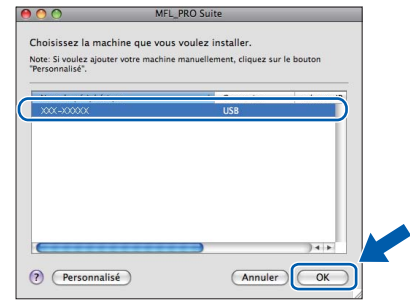 MFL_PRO Suite
Choisissez la machine que vous voulez installer.
Note: Si voulez ajouter votre machine manuellement, cliquez sur le bouton
"Personnalisé".
XXX-XXXXX USB
? Personnalisé Annuler OK